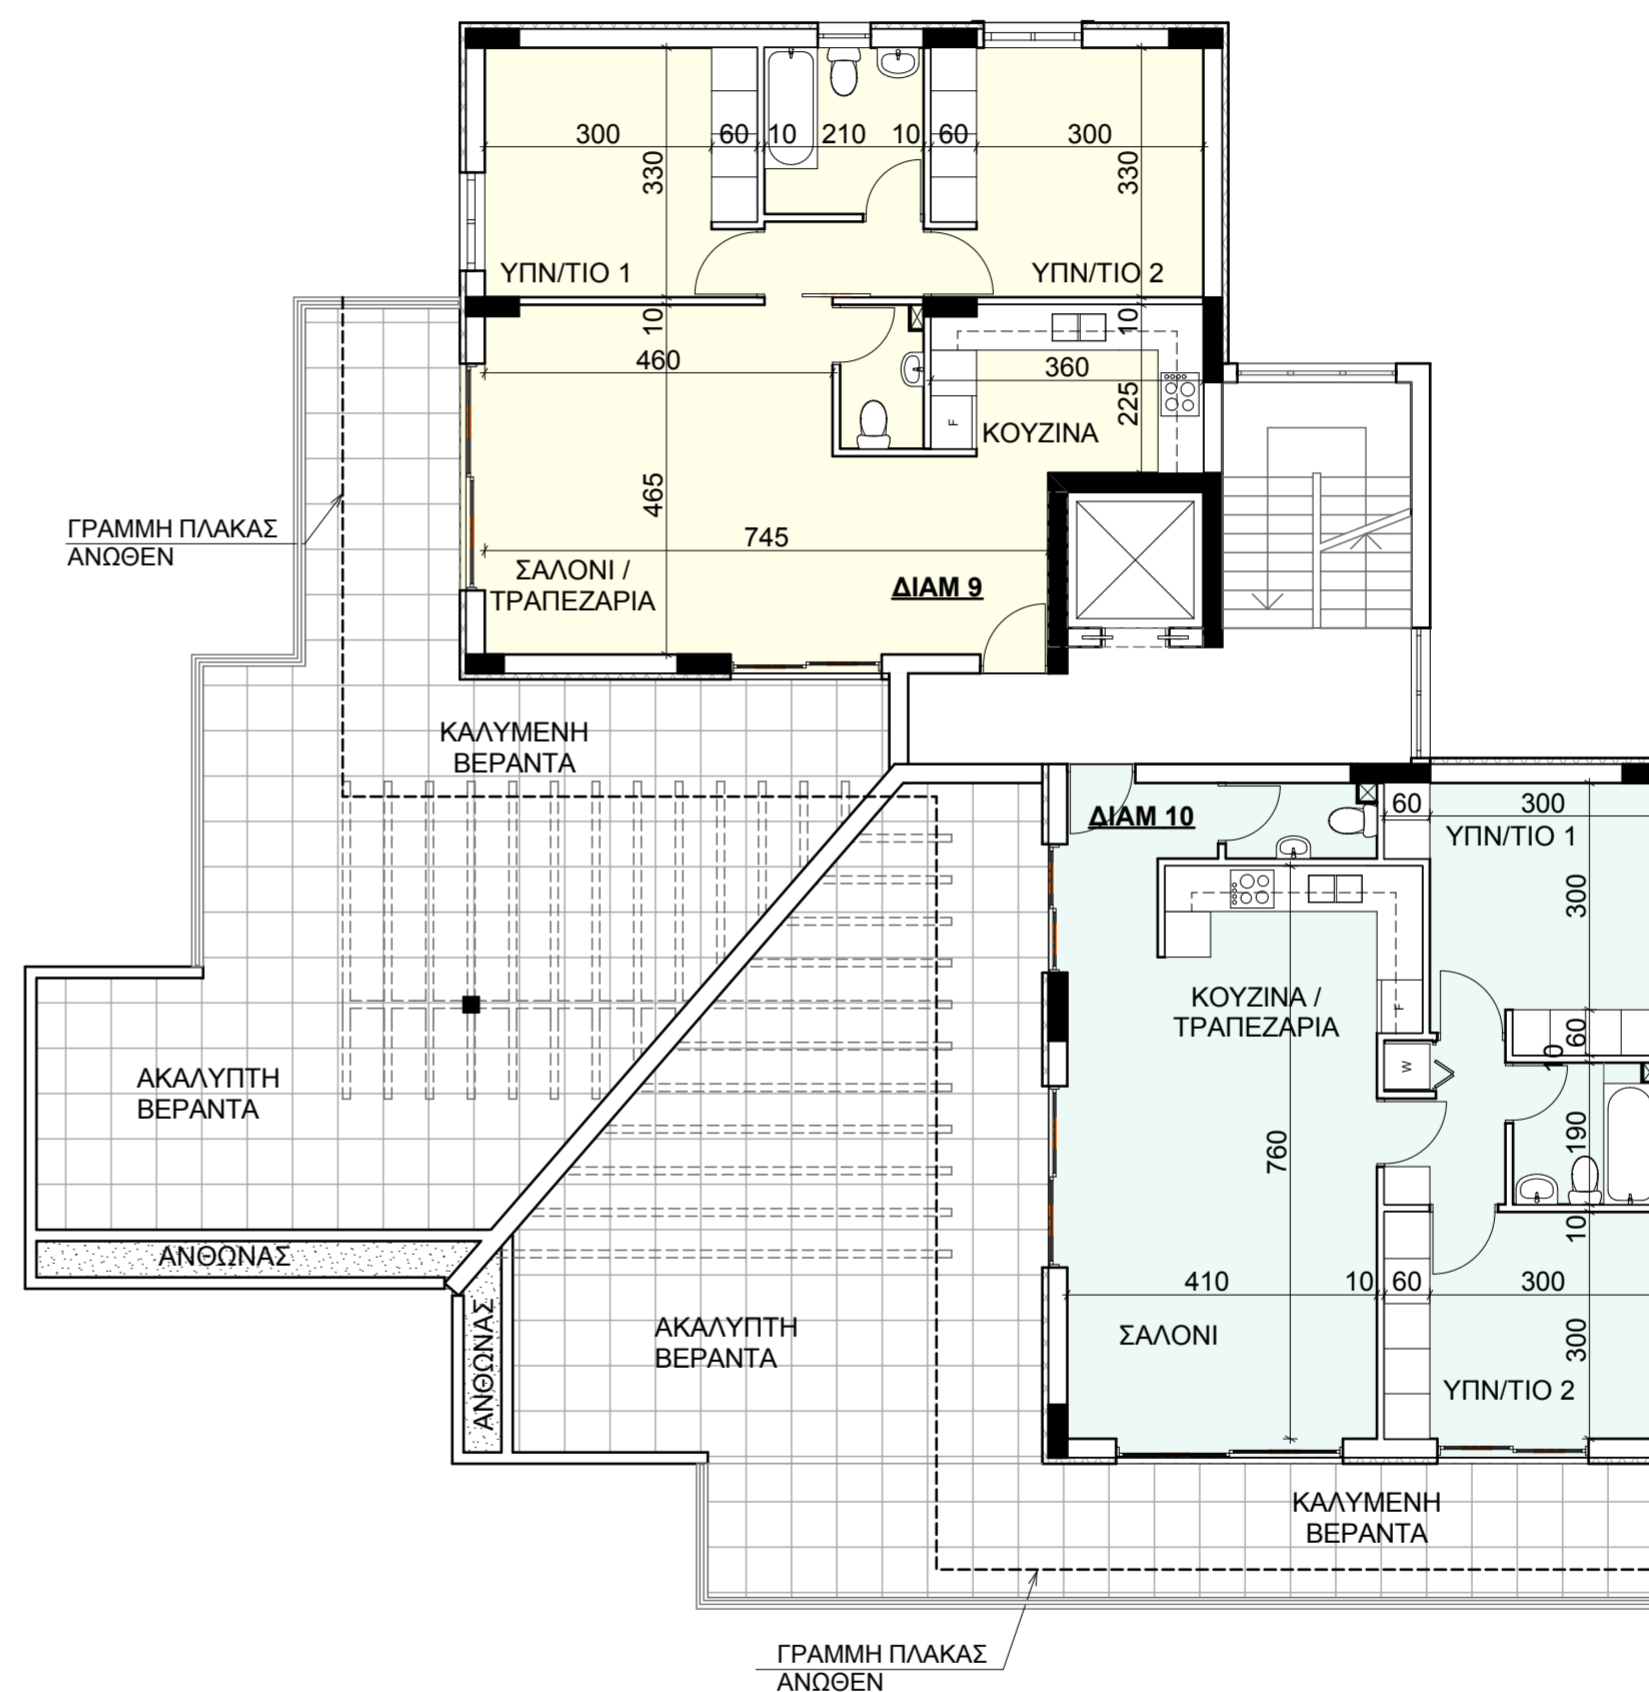 300
60
10
210
10
60
300
330
330
ΥΠΝ/ΤΙΟ 1
ΥΠΝ/ΤΙΟ 2
10
10
460
360
225
F
ΚΟΥΖΙΝΑ
465
745
ΓΡΑΜΜΗ ΠΛΑΚΑΣ
ΑΝΩΘΕΝ
ΣΑΛΟΝΙ /
ΤΡΑΠΕΖΑΡΙΑ
ΔΙΑΜ 9
ΚΑΛΥΜΕΝΗ
ΒΕΡΑΝΤΑ
ΔΙΑΜ 10
60
300
ΥΠΝ/ΤΙΟ 1
300
ΚΟΥΖΙΝΑ /
ΤΡΑΠΕΖΑΡΙΑ
F
60
10
W
ΑΚΑΛΥΠΤΗ
ΒΕΡΑΝΤΑ
760
190
10
ΑΝΘΩΝΑΣ
410
10
60
300
ΑΝΘΩΝΑΣ
ΑΚΑΛΥΠΤΗ
ΒΕΡΑΝΤΑ
ΣΑΛΟΝΙ
300
ΥΠΝ/ΤΙΟ 2
ΚΑΛΥΜΕΝΗ
ΒΕΡΑΝΤΑ
ΓΡΑΜΜΗ ΠΛΑΚΑΣ
ΑΝΩΘΕΝ